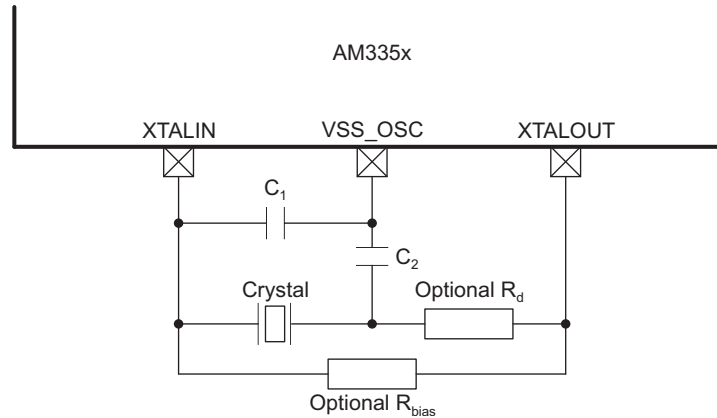 AM335x
XTALIN VSS_OSC XTALOUT
C₁
C₂
Crystal Optional Rd
Optional Rbias